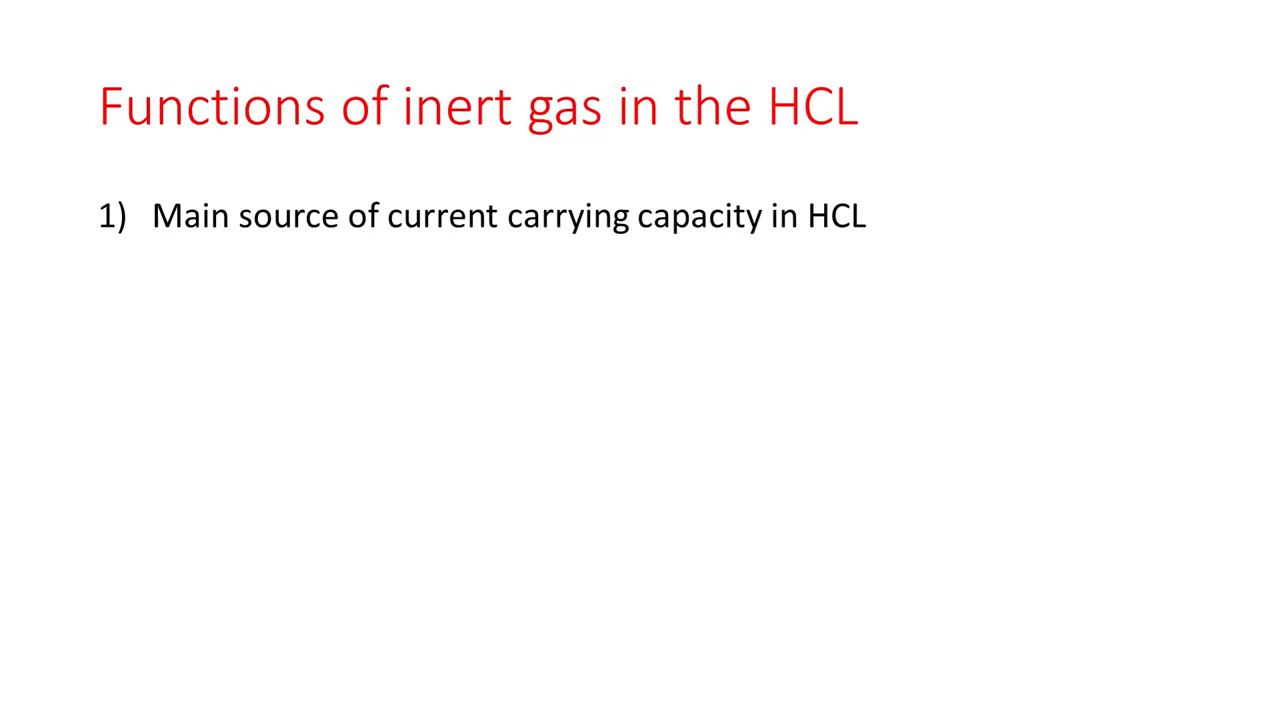 Functions of inert gas in the HCL
1) Main source of current carrying capacity in HCL